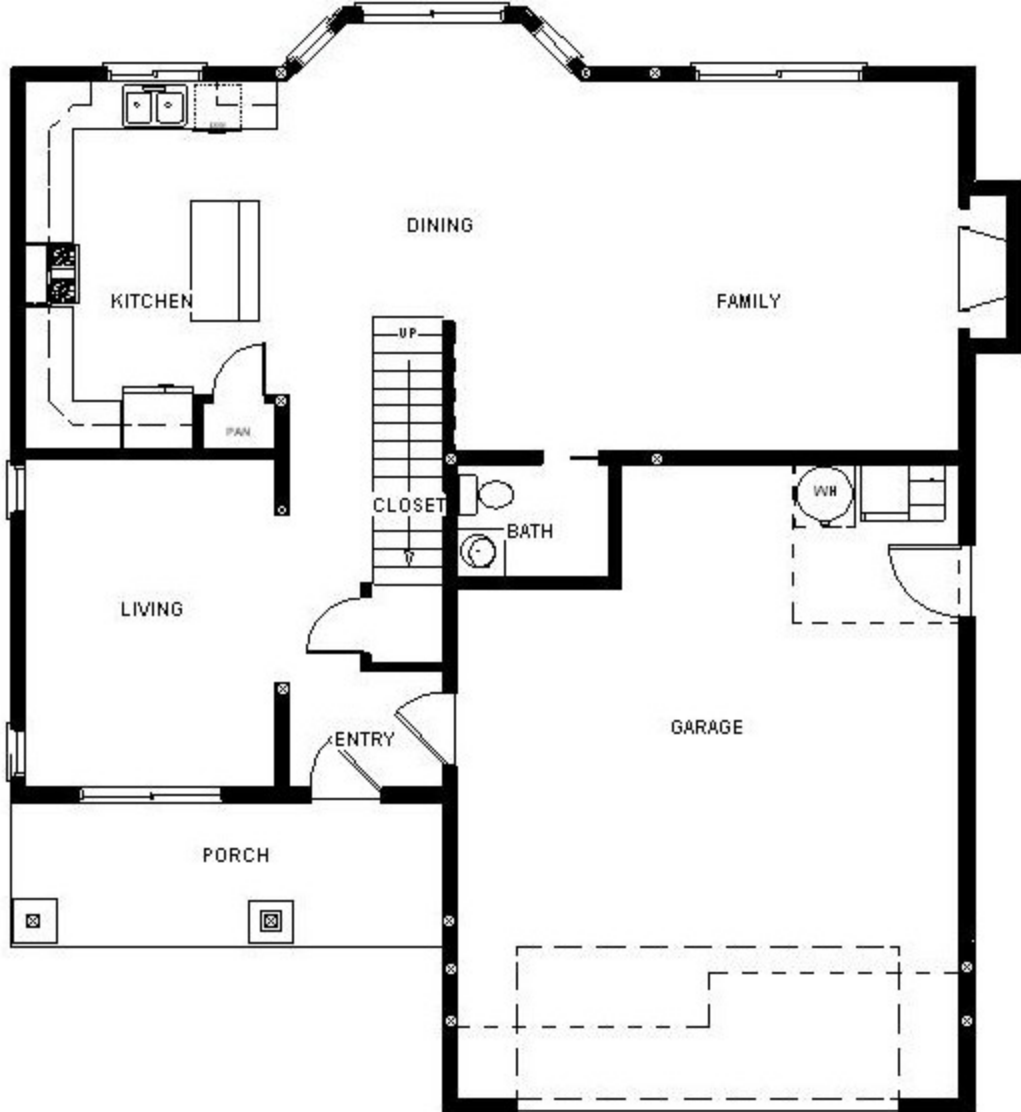 DINING
KITCHEN
FAMILY
UP
PAN
CLOSET
WH
BATH
LIVING
GARAGE
ENTRY
PORCH